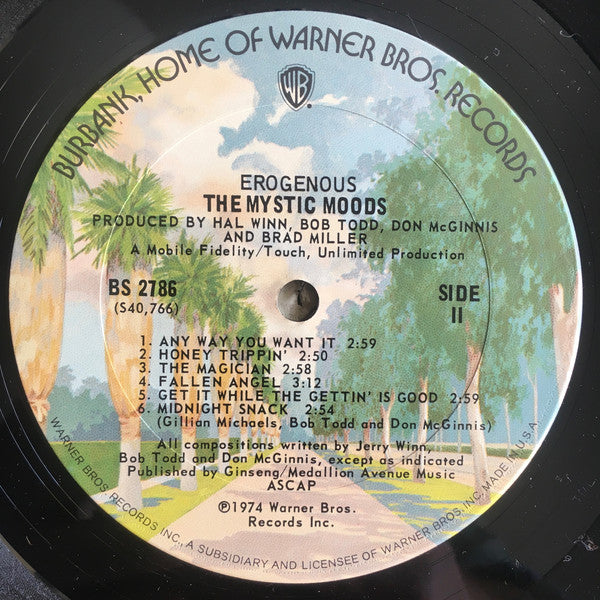 BURBANK, HOME OF WARNER BROS. RECORDS
WB
EROGENOUS
THE MYSTIC MOODS
PRODUCED BY HAL WINN, BOB TODD, DON McGINNIS
AND BRAD MILLER
A Mobile Fidelity/Touch, Unlimited Production
BS 2786
(S40,766)
SIDE
II
1. ANY WAY YOU WANT IT 2:59
2. HONEY TRIPPIN' 2:50
3. THE MAGICIAN 2:58
4. FALLEN ANGEL 3:12
5. GET IT WHILE THE GETTIN' IS GOOD 2:59
6. MIDNIGHT SNACK 2:54
(Gillian Michaels, Bob Todd and Don McGinnis)
All compositions written by Jerry Winn,
Bob Todd and Don McGinnis, except as indicated
Published by Ginseng/Medallion Avenue Music
ASCAP
℗1974 Warner Bros.
Records Inc.
WARNER BROS. RECORDS INC., A SUBSIDIARY AND LICENSEE OF WARNER BROS. INC. MADE IN U.S.A.